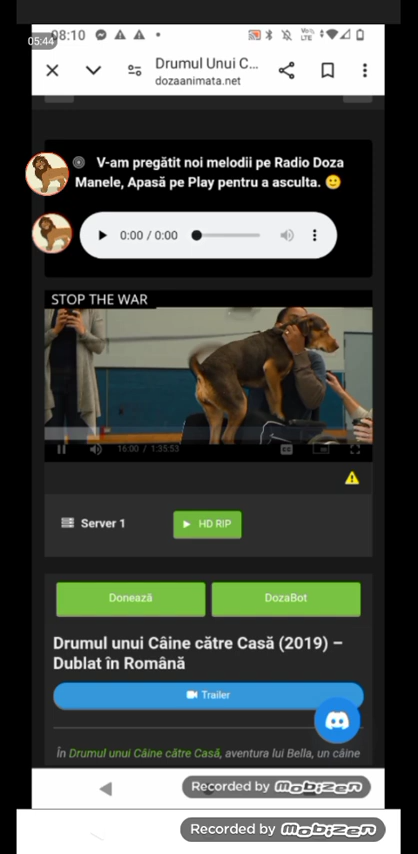 08:10
05:44
Vo))
LTE
Drumul Unui C...
dozaanimata.net
V-am pregătit noi melodii pe Radio Doza
Manele, Apasă pe Play pentru a asculta. 🙂
0:00 / 0:00
STOP THE WAR
16:00 / 1:35:53
CC
Server 1
HD RIP
Donează
DozaBot
Drumul unui Câine către Casă (2019) –
Dublat în Română
Trailer
În Drumul unui Câine către Casă, aventura lui Bella, un câine
Recorded by mobizen
Recorded by mobizen